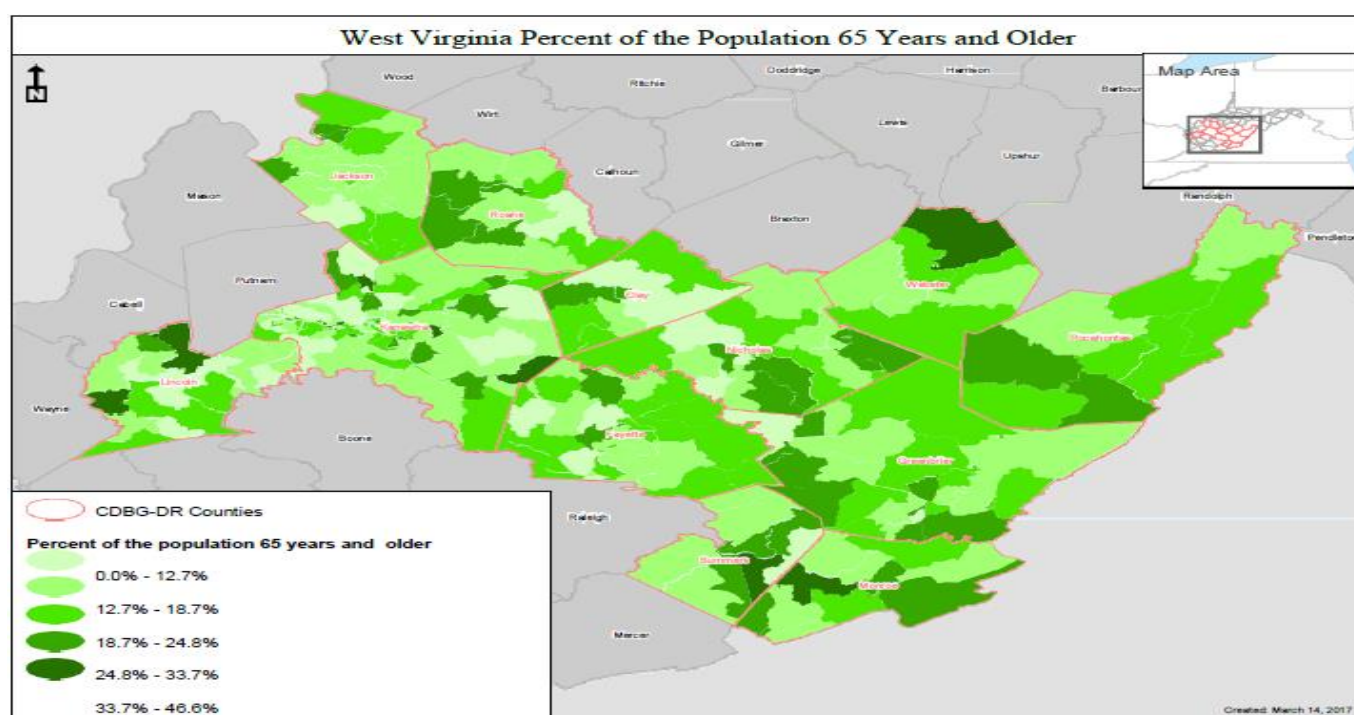 West Virginia Percent of the Population 65 Years and Older
N
Map Area
Wood
Doddridge
Harrison
Ritchie
Barbour
Wirt
Lewis
Gilmer
Upshur
Calhoun
Jackson
Mason
Roane
Braxton
Randolph
Pendleton
Putnam
Cabell
Clay
Webster
Kanawha
Pocahontas
Nicholas
Lincoln
Wayne
Boone
Fayette
Greenbrier
Raleigh
Summers
Monroe
Mercer
CDBG-DR Counties
Percent of the population 65 years and older
0.0% - 12.7%
12.7% - 18.7%
18.7% - 24.8%
24.8% - 33.7%
33.7% - 46.6%
Created: March 14, 2017